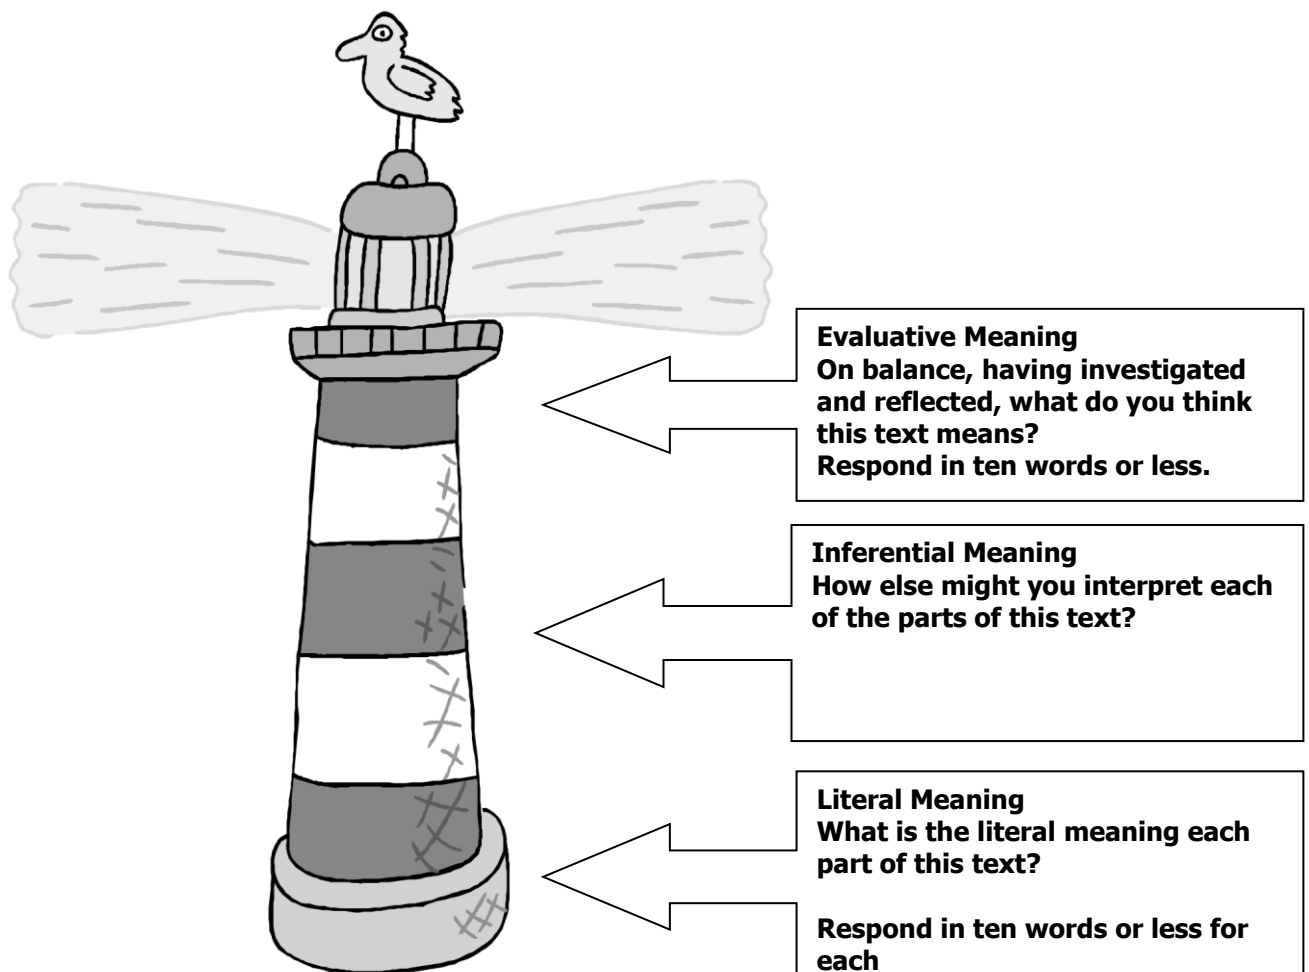 Evaluative Meaning
On balance, having investigated
and reflected, what do you think
this text means?
Respond in ten words or less.
Inferential Meaning
How else might you interpret each
of the parts of this text?
Literal Meaning
What is the literal meaning each
part of this text?
Respond in ten words or less for
each